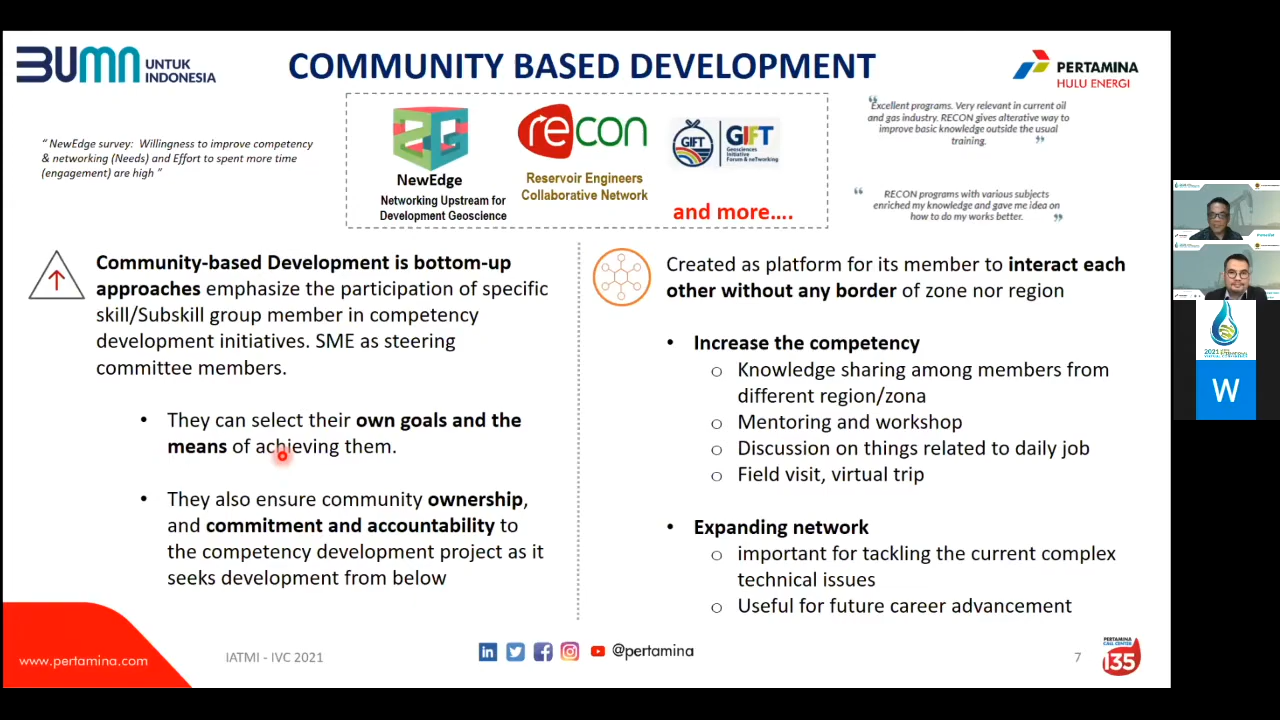 BUMN UNTUK
INDONESIA
COMMUNITY BASED DEVELOPMENT
PERTAMINA
HULU ENERGI
“ NewEdge survey: Willingness to improve competency
& networking (Needs) and Effort to spent more time
(engagement) are high ”
NewEdge
Networking Upstream for
Development Geoscience
recon
Reservoir Engineers
Collaborative Network
GIFT
GIFT
Geosciences
Initiative
Forum & neTworking
and more....
“Excellent programs. Very relevant in current oil
and gas industry. RECON gives alterative way to
improve basic knowledge outside the usual
training. ”
“ RECON programs with various subjects
enriched my knowledge and gave me idea on
how to do my works better. ”
Community-based Development is bottom-up
approaches emphasize the participation of specific
skill/Subskill group member in competency
development initiatives. SME as steering
committee members.
• They can select their own goals and the
means of achieving them.
• They also ensure community ownership,
and commitment and accountability to
the competency development project as it
seeks development from below
Created as platform for its member to interact each
other without any border of zone nor region
• Increase the competency
o Knowledge sharing among members from
different region/zona
o Mentoring and workshop
o Discussion on things related to daily job
o Field visit, virtual trip
• Expanding network
o important for tackling the current complex
technical issues
o Useful for future career advancement
www.pertamina.com
IATMI - IVC 2021
@pertamina
7
PERTAMINA
CALL CENTER
135
2021
W